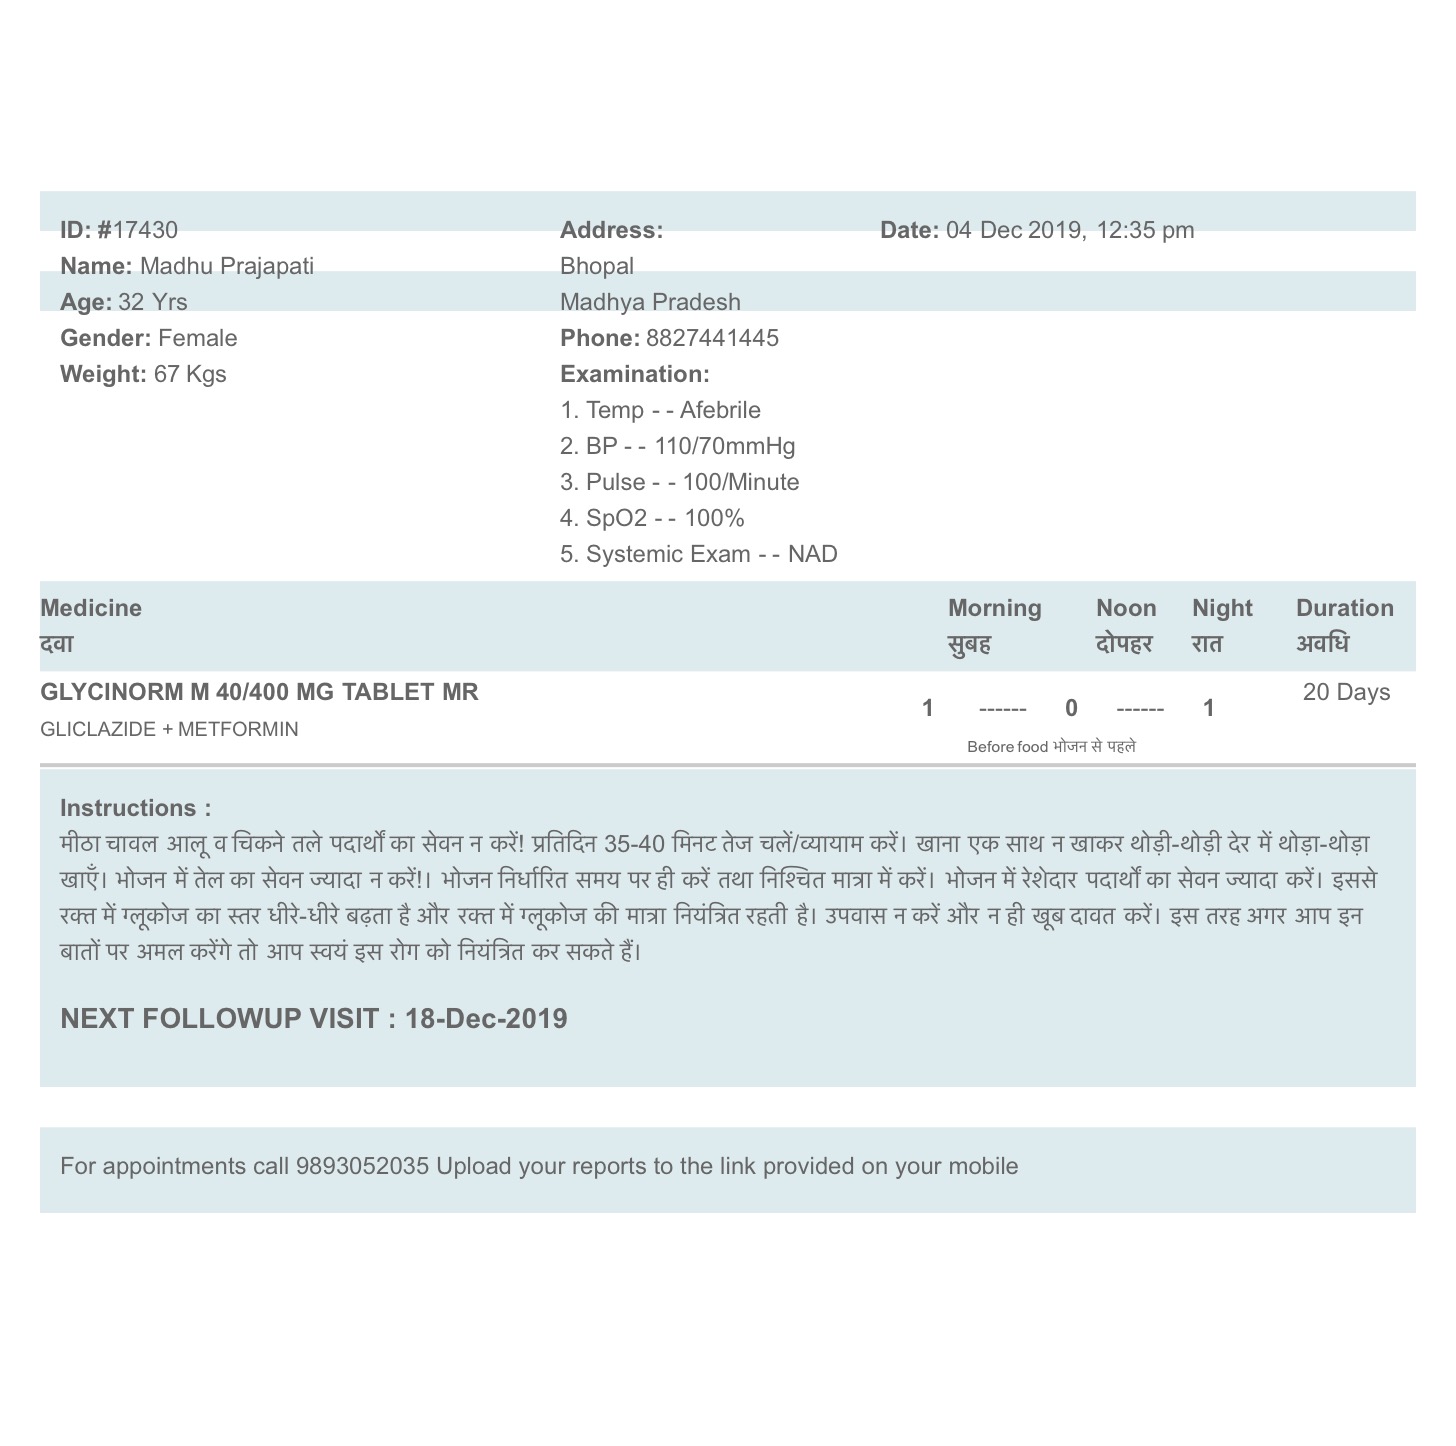 ID: #17430
Name: Madhu Prajapati
Age: 32 Yrs
Gender: Female
Weight: 67 Kgs
Address:
Bhopal
Madhya Pradesh
Phone: 8827441445
Examination:
1. Temp - - Afebrile
2. BP - - 110/70mmHg
3. Pulse - - 100/Minute
4. SpO2 - - 100%
5. Systemic Exam - - NAD
Date: 04 Dec 2019, 12:35 pm
Medicine Morning Noon Night Duration
दवा सुबह दोपहर रात अवधि
GLYCINORM M 40/400 MG TABLET MR
GLICLAZIDE + METFORMIN
1 ------ 0 ------ 1
Before food भोजन से पहले
20 Days
Instructions :
मीठा चावल आलू व चिकने तले पदार्थों का सेवन न करें! प्रतिदिन 35-40 मिनट तेज चलें/व्यायाम करें। खाना एक साथ न खाकर थोड़ी-थोड़ी देर में थोड़ा-थोड़ा
खाएँ। भोजन में तेल का सेवन ज्यादा न करें!। भोजन निर्धारित समय पर ही करें तथा निश्चित मात्रा में करें। भोजन में रेशेदार पदार्थों का सेवन ज्यादा करें। इससे
रक्त में ग्लूकोज का स्तर धीरे-धीरे बढ़ता है और रक्त में ग्लूकोज की मात्रा नियंत्रित रहती है। उपवास न करें और न ही खूब दावत करें। इस तरह अगर आप इन
बातों पर अमल करेंगे तो आप स्वयं इस रोग को नियंत्रित कर सकते हैं।
NEXT FOLLOWUP VISIT : 18-Dec-2019
For appointments call 9893052035 Upload your reports to the link provided on your mobile